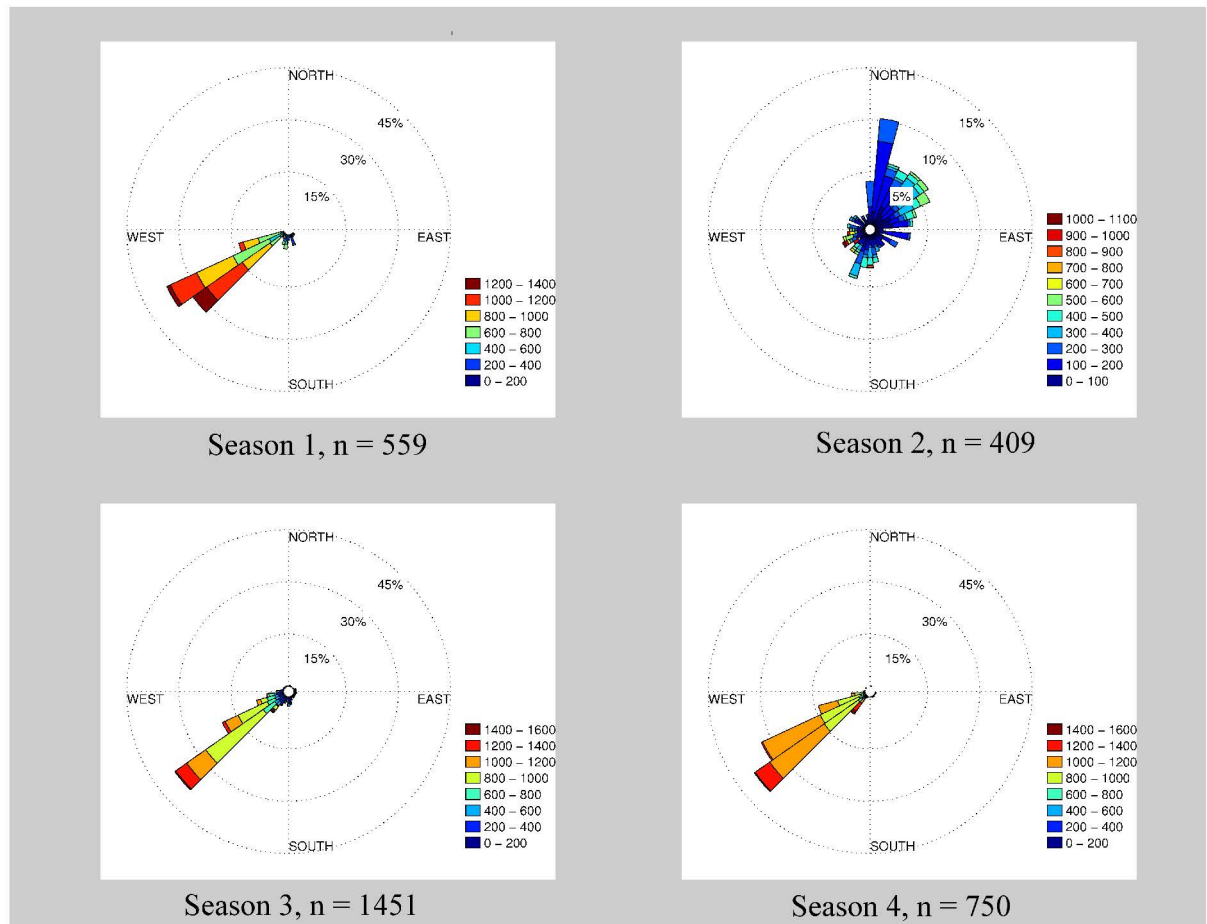 NORTH
45%
30%
15%
WEST
EAST
SOUTH
1200 – 1400
1000 – 1200
800 – 1000
600 – 800
400 – 600
200 – 400
0 – 200
Season 1, n = 559
NORTH
15%
10%
5%
WEST
EAST
SOUTH
1000 – 1100
900 – 1000
800 – 900
700 – 800
600 – 700
500 – 600
400 – 500
300 – 400
200 – 300
100 – 200
0 – 100
Season 2, n = 409
NORTH
45%
30%
15%
WEST
EAST
SOUTH
1400 – 1600
1200 – 1400
1000 – 1200
800 – 1000
600 – 800
400 – 600
200 – 400
0 – 200
Season 3, n = 1451
NORTH
45%
30%
15%
WEST
EAST
SOUTH
1400 – 1600
1200 – 1400
1000 – 1200
800 – 1000
600 – 800
400 – 600
200 – 400
0 – 200
Season 4, n = 750